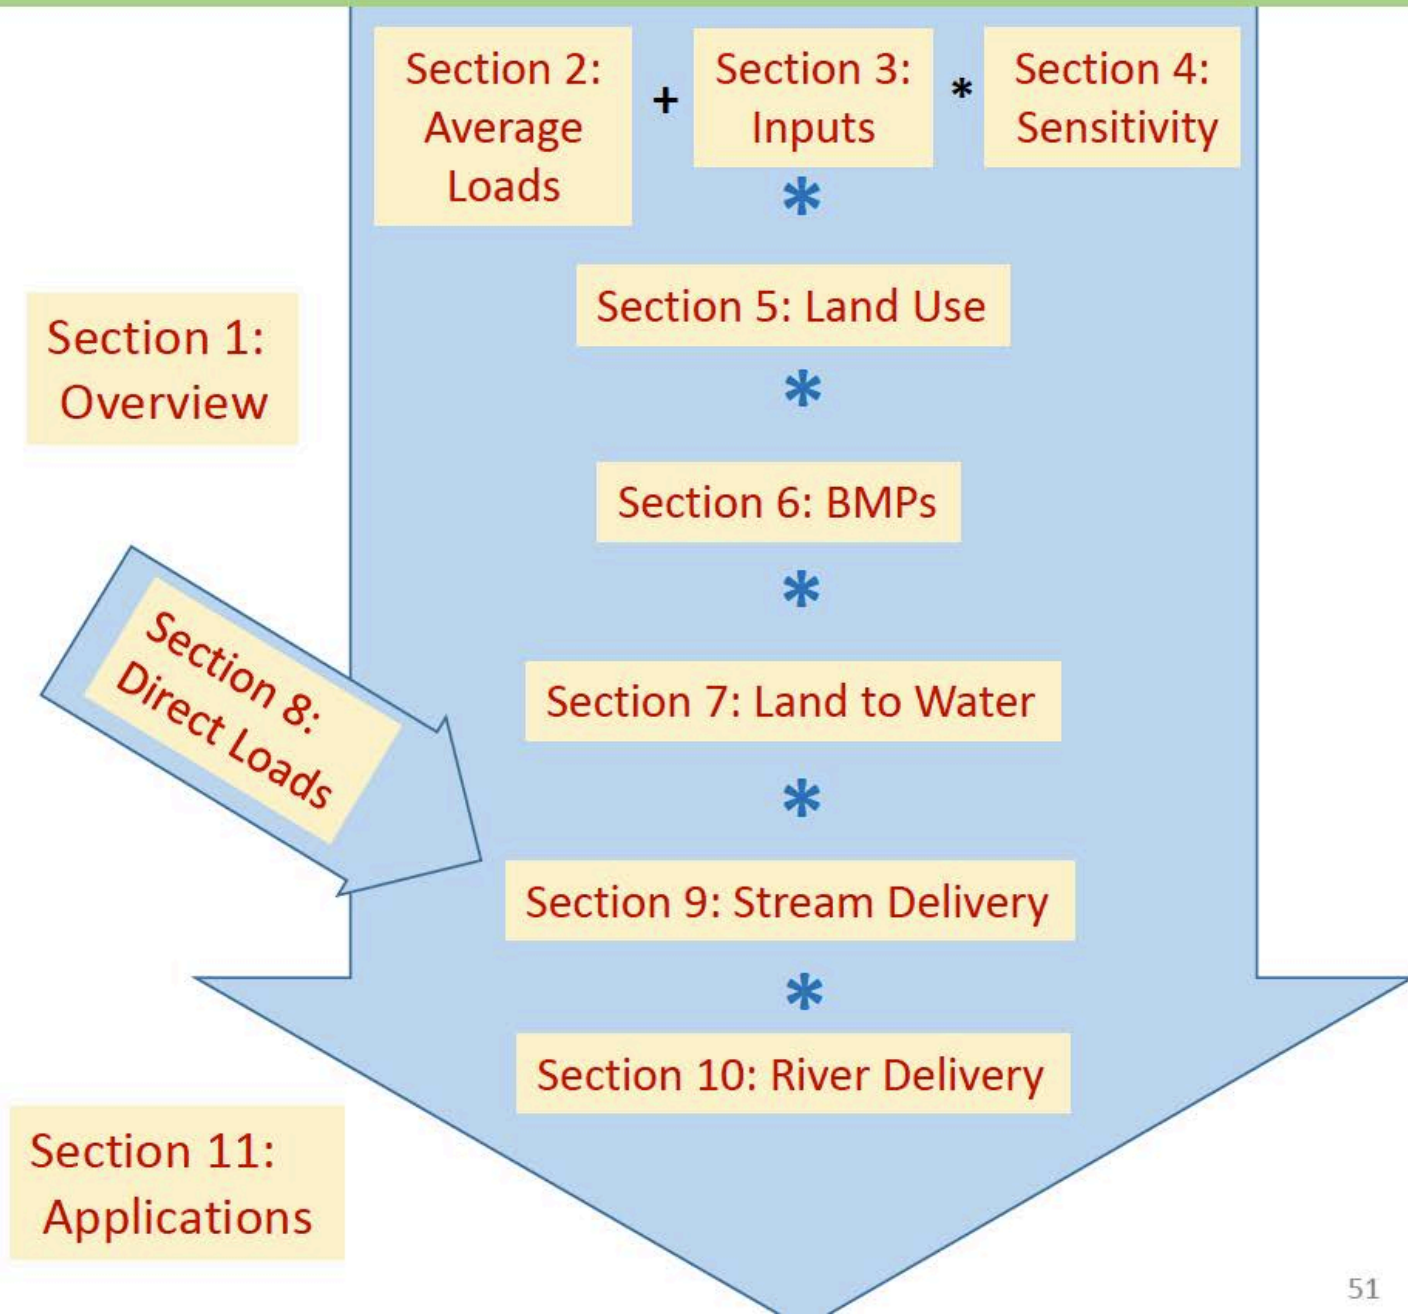 Section 2:
Average
Loads
+
Section 3:
Inputs
*
Section 4:
Sensitivity
*
Section 5: Land Use
*
Section 1:
Overview
Section 6: BMPs
*
Section 8:
Direct Loads
Section 7: Land to Water
*
Section 9: Stream Delivery
*
Section 10: River Delivery
Section 11:
Applications
51